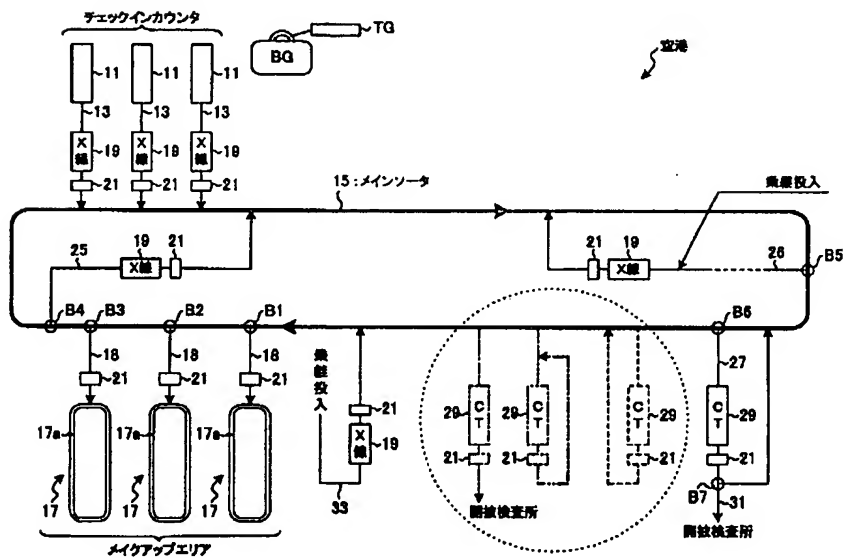 チェックインカウンタ
TG
BG
空港
11
11
11
13
13
13
X線
19
X線
19
X線
19
21
21
21
15:メインソータ
乗継投入
25
19
21
X線
21
19
X線
26
B5
B4
B3
B2
B1
B6
18
18
18
乗継投入
27
21
21
21
21
X線
19
29
CT
29
CT
CT
29
CT
29
21
21
21
21
17a
17a
17a
B7
33
開披検査所
31
17
17
17
開披検査所
メイクアップエリア